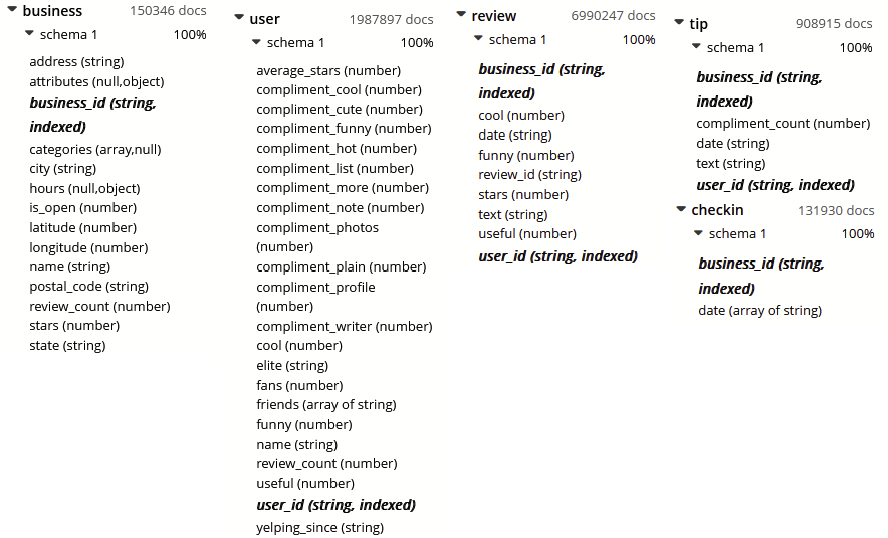 business 150346 docs
schema 1 100%
address (string)
attributes (null,object)
business_id (string,
indexed)
categories (array,null)
city (string)
hours (null,object)
is_open (number)
latitude (number)
longitude (number)
name (string)
postal_code (string)
review_count (number)
stars (number)
state (string)
user 1987897 docs
schema 1 100%
average_stars (number)
compliment_cool (number)
compliment_cute (number)
compliment_funny (number)
compliment_hot (number)
compliment_list (number)
compliment_more (number)
compliment_note (number)
compliment_photos
(number)
compliment_plain (number)
compliment_profile
(number)
compliment_writer (number)
cool (number)
elite (string)
fans (number)
friends (array of string)
funny (number)
name (string)
review_count (number)
useful (number)
user_id (string, indexed)
yelping_since (string)
review 6990247 docs
schema 1 100%
business_id (string,
indexed)
cool (number)
date (string)
funny (number)
review_id (string)
stars (number)
text (string)
useful (number)
user_id (string, indexed)
tip 908915 docs
schema 1 100%
business_id (string,
indexed)
compliment_count (number)
date (string)
text (string)
user_id (string, indexed)
checkin 131930 docs
schema 1 100%
business_id (string,
indexed)
date (array of string)